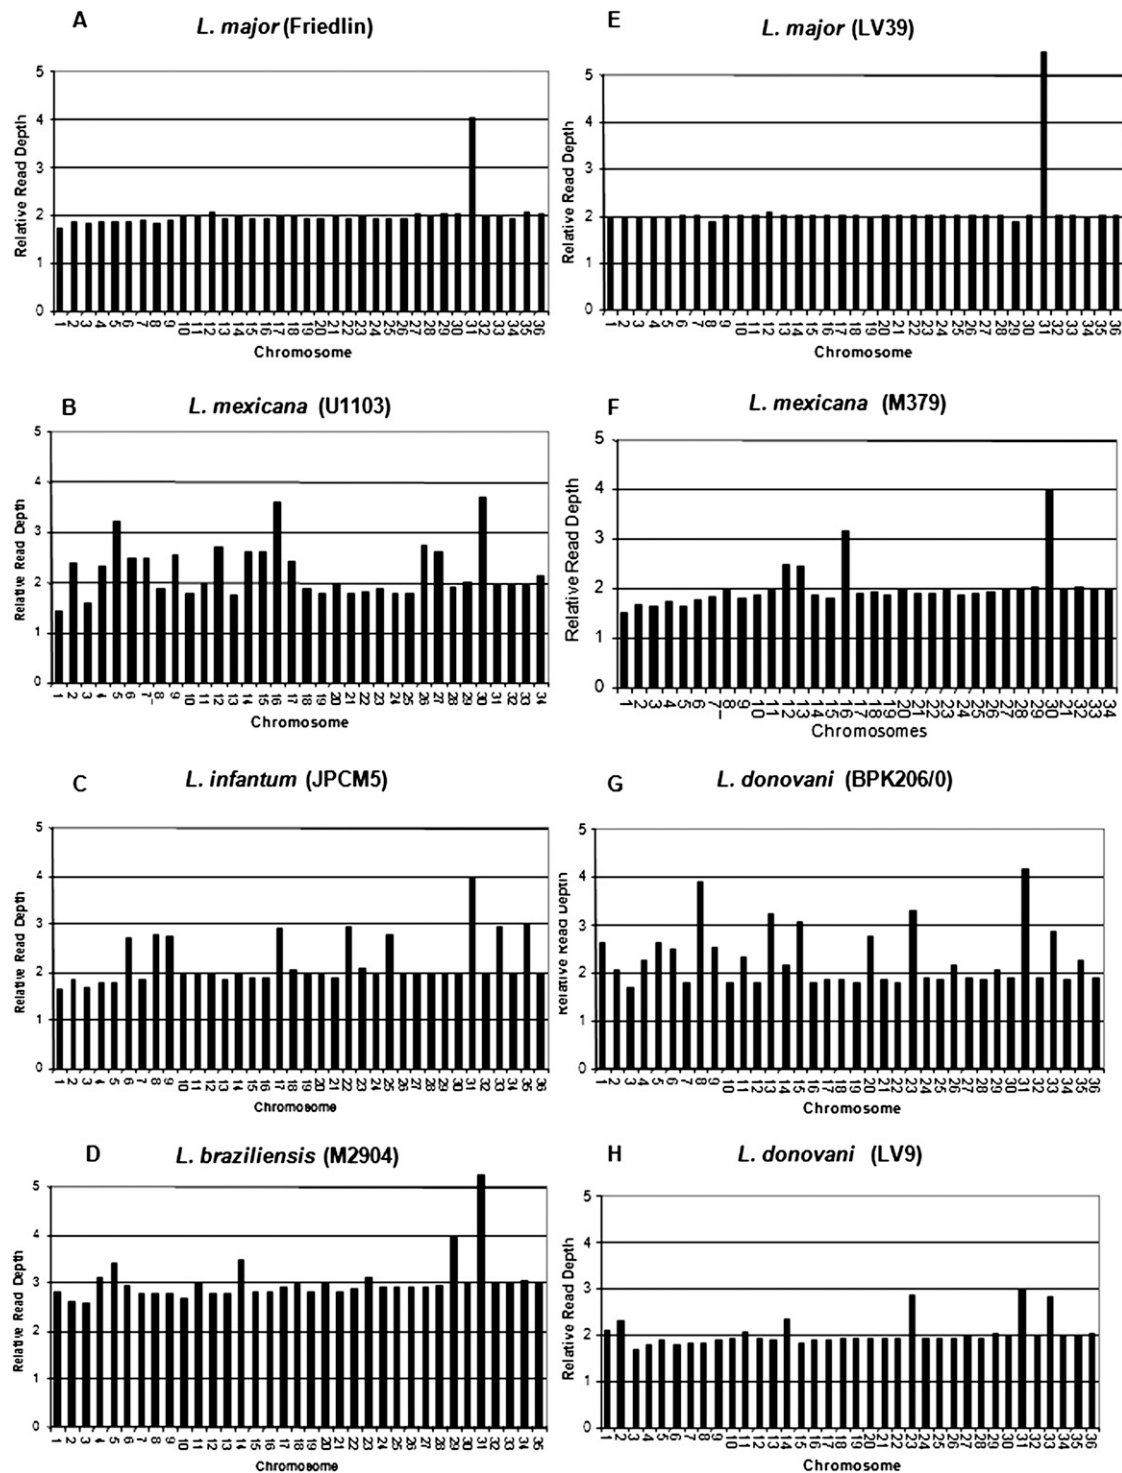 A
L. major (Friedlin)
5
4
3
2
1
0
Relative Read Depth
1 2 3 4 5 6 7 8 9 10 11 12 13 14 15 16 17 18 19 20 21 22 23 24 25 26 27 28 29 30 31 32 33 34 35 36
Chromosome
E
L. major (LV39)
5
4
3
2
1
0
Relative Read Depth
1 2 3 4 5 6 7 8 9 10 11 12 13 14 15 16 17 18 19 20 21 22 23 24 25 26 27 28 29 30 31 32 33 34 35 36
Chromosome
B
L. mexicana (U1103)
5
4
3
2
1
0
Relative Read Depth
1 2 3 4 5 6 7_ 8 9 10 11 12 13 14 15 16 17 18 19 20 21 22 23 24 25 26 27 28 29 30 31 32 33 34
Chromosome
F
L. mexicana (M379)
5
4
3
2
1
0
Relative Read Depth
1 2 3 4 5 6 7_ 8 9 10 11 12 13 14 15 16 17 18 19 20 21 22 23 24 25 26 27 28 29 30 21 32 33 34
Chromosomes
C
L. infantum (JPCM5)
5
4
3
2
1
0
Relative Read Depth
1 2 3 4 5 6 7 8 9 10 11 12 13 14 15 16 17 18 19 20 21 22 23 24 25 26 27 28 29 30 31 32 33 34 35 36
Chromosome
G
L. donovani (BPK206/0)
5
4
3
2
1
0
Relative Read Depth
1 2 3 4 5 6 7 8 9 10 11 12 13 14 15 16 17 18 19 20 21 22 23 24 25 26 27 28 29 30 31 32 33 34 35 36
Chromosome
D
L. braziliensis (M2904)
5
4
3
2
1
0
Relative Read Depth
1 2 3 4 5 6 7 8 9 10 11 12 13 14 15 16 17 18 19 20 21 22 23 24 25 26 27 28 29 30 31 32 33 34 35 36
Chromosome
H
L. donovani (LV9)
5
4
3
2
1
0
Relative Read Depth
1 2 3 4 5 6 7 8 9 10 11 12 13 14 15 16 17 18 19 20 21 22 23 24 25 26 27 28 29 30 31 32 33 34 35 36
Chromosome